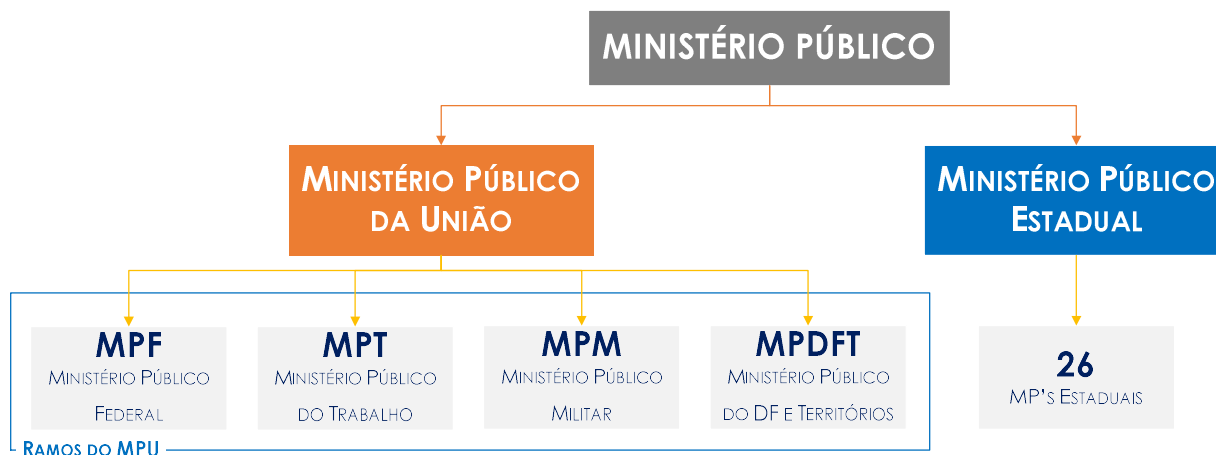 MINISTÉRIO PÚBLICO
MINISTÉRIO PÚBLICO
DA UNIÃO
MINISTÉRIO PÚBLICO
ESTADUAL
MPF
MINISTÉRIO PÚBLICO
FEDERAL
MPT
MINISTÉRIO PÚBLICO
DO TRABALHO
MPM
MINISTÉRIO PÚBLICO
MILITAR
MPDFT
MINISTÉRIO PÚBLICO
DO DF E TERRITÓRIOS
26
MP'S ESTADUAIS
RAMOS DO MPU